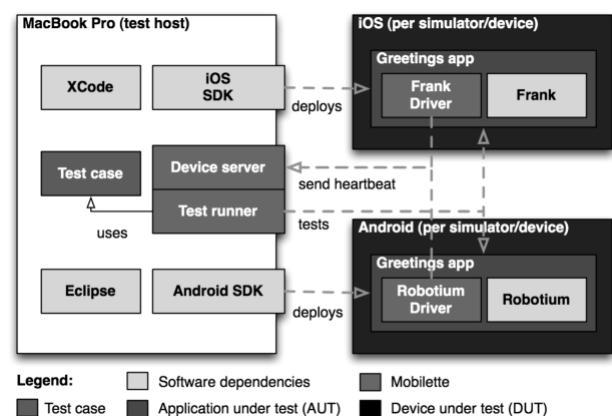 MacBook Pro (test host)
iOS (per simulator/device)
Greetings app
XCode
iOS
SDK
deploys
Frank
Driver
Frank
Test case
Device server
send heartbeat
Test runner
uses
tests
Android (per simulator/device)
Greetings app
Eclipse
Android SDK
deploys
Robotium
Driver
Robotium
Legend:
Software dependencies
Mobilette
Test case
Application under test (AUT)
Device under test (DUT)